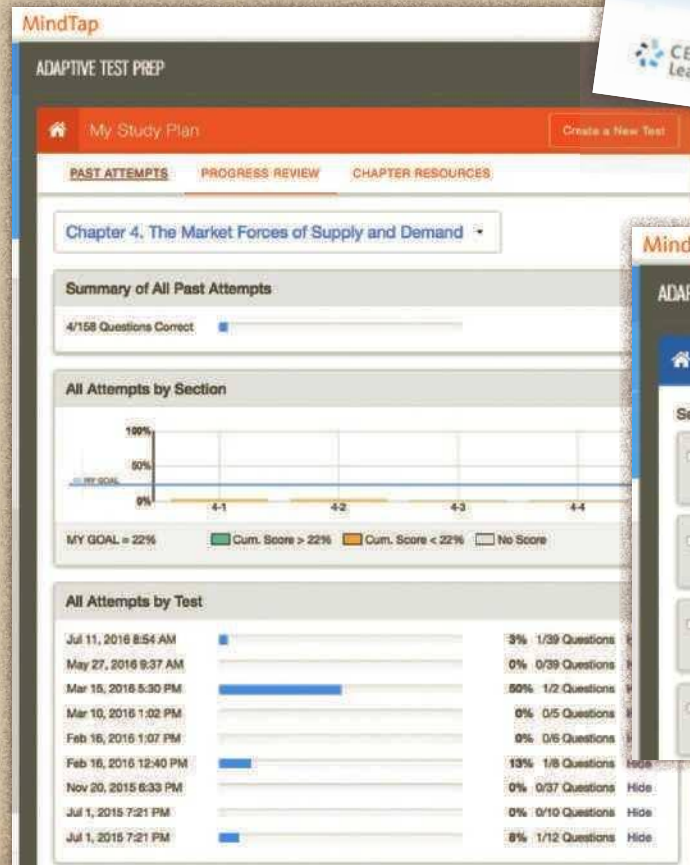 MindTap
ADAPTIVE TEST PREP
My Study Plan
Create a New Test
PAST ATTEMPTS PROGRESS REVIEW CHAPTER RESOURCES
Chapter 4. The Market Forces of Supply and Demand
Summary of All Past Attempts
4/158 Questions Correct
All Attempts by Section
100%
50%
MY GOAL
0%
4-1 4-2 4-3 4-4
MY GOAL = 22% Cum. Score > 22% Cum. Score < 22% No Score
All Attempts by Test
Jul 11, 2016 8:54 AM 3% 1/39 Questions
May 27, 2016 9:37 AM 0% 0/39 Questions
Mar 15, 2016 5:30 PM 50% 1/2 Questions
Mar 10, 2016 1:02 PM 0% 0/5 Questions
Feb 16, 2016 1:07 PM 0% 0/6 Questions
Feb 16, 2016 12:40 PM 13% 1/8 Questions Hide
Nov 20, 2015 6:33 PM 0% 0/37 Questions Hide
Jul 1, 2015 7:21 PM 0% 0/10 Questions Hide
Jul 1, 2015 7:21 PM 8% 1/12 Questions Hide